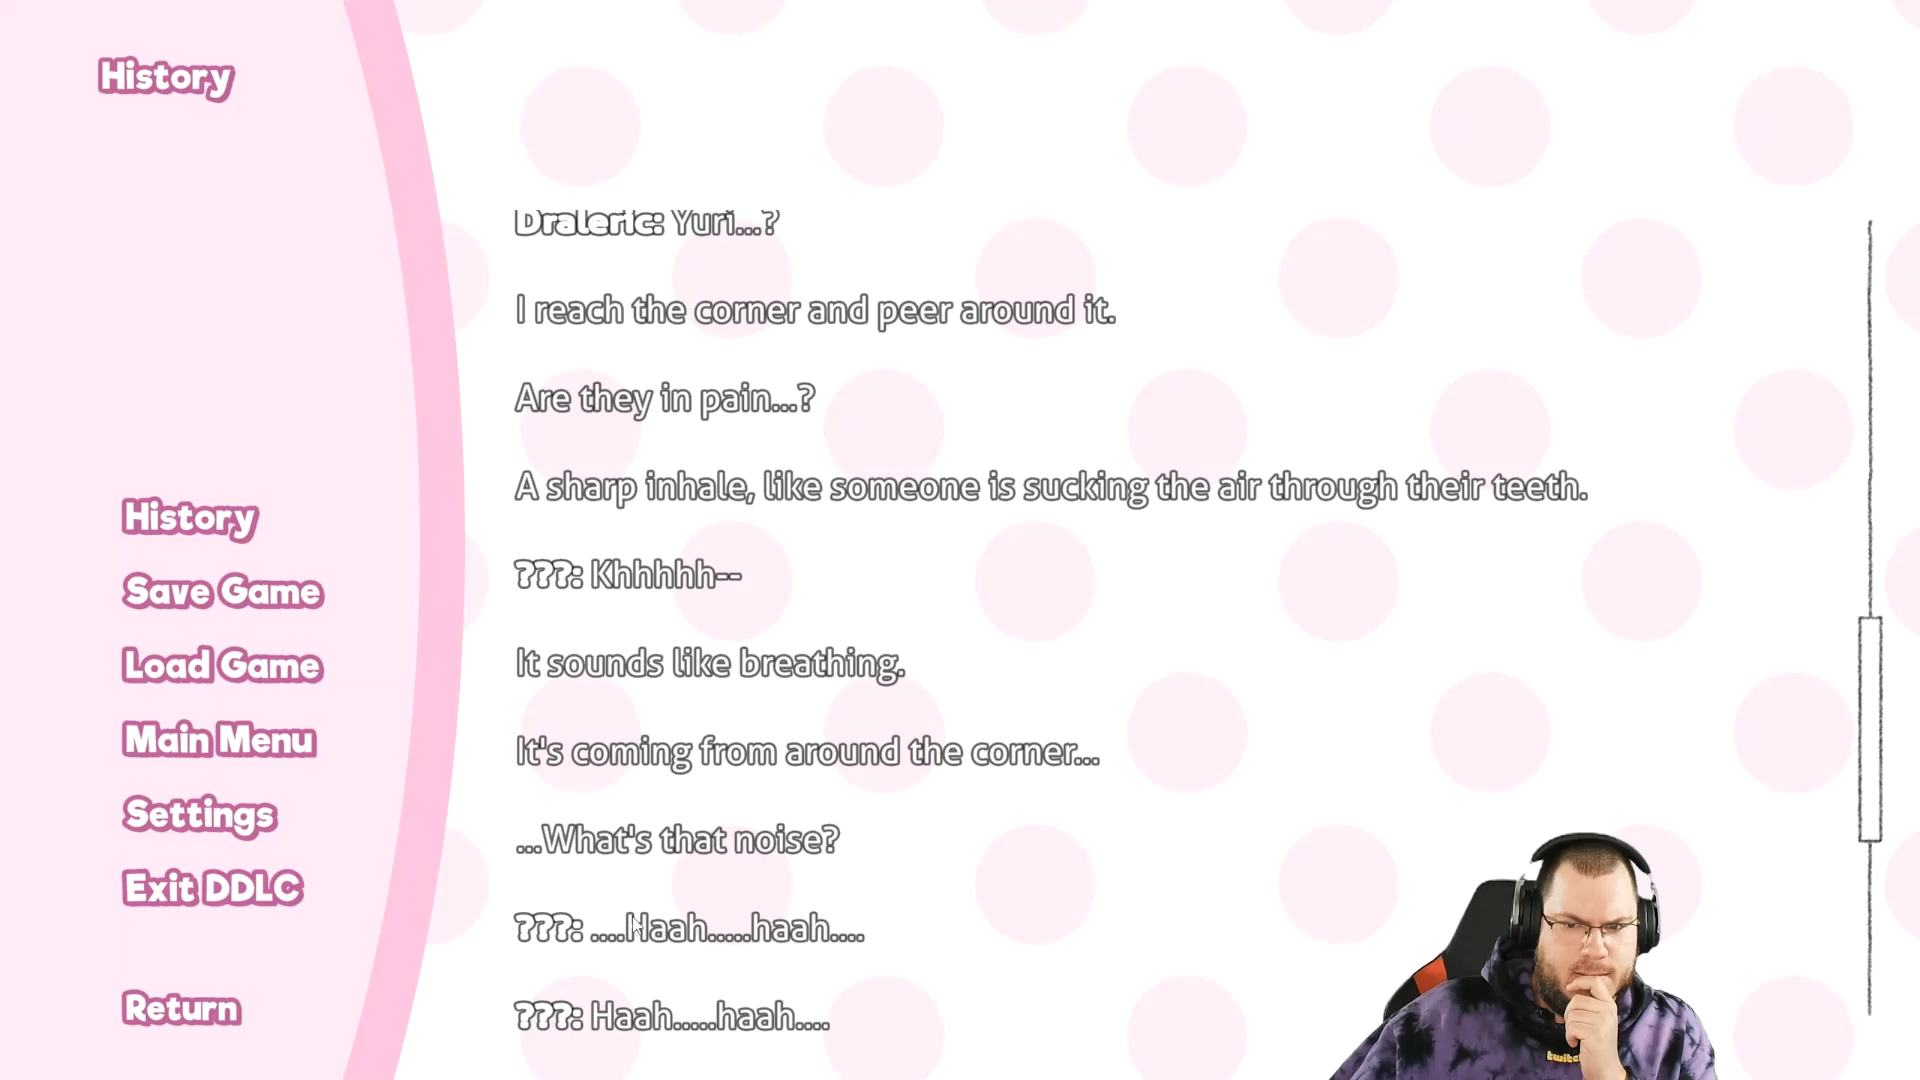 History
Draleric: Yuri...?
I reach the corner and peer around it.
Are they in pain...?
A sharp inhale, like someone is sucking the air through their teeth.
???: Khhhhh--
It sounds like breathing.
It's coming from around the corner...
...What's that noise?
???: ....Haah.....haah....
???: Haah.....haah....
History
Save Game
Load Game
Main Menu
Settings
Exit DDLC
Return
twitc